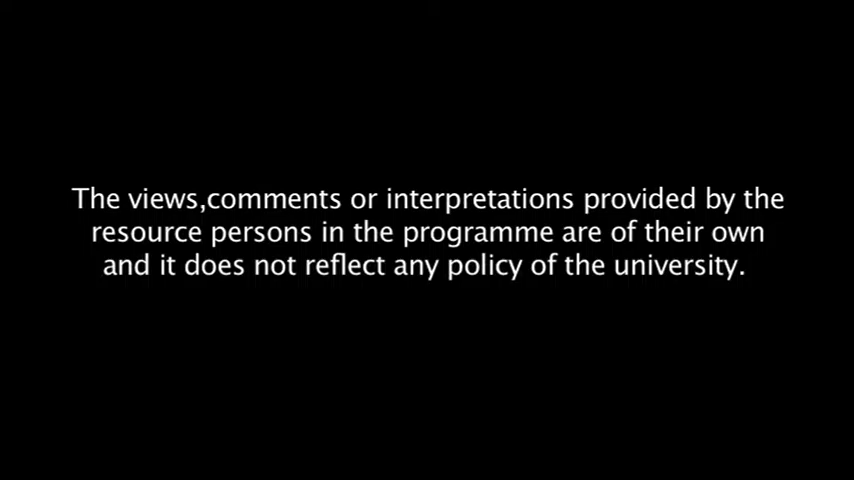 The views,comments or interpretations provided by the
resource persons in the programme are of their own
and it does not reflect any policy of the university.